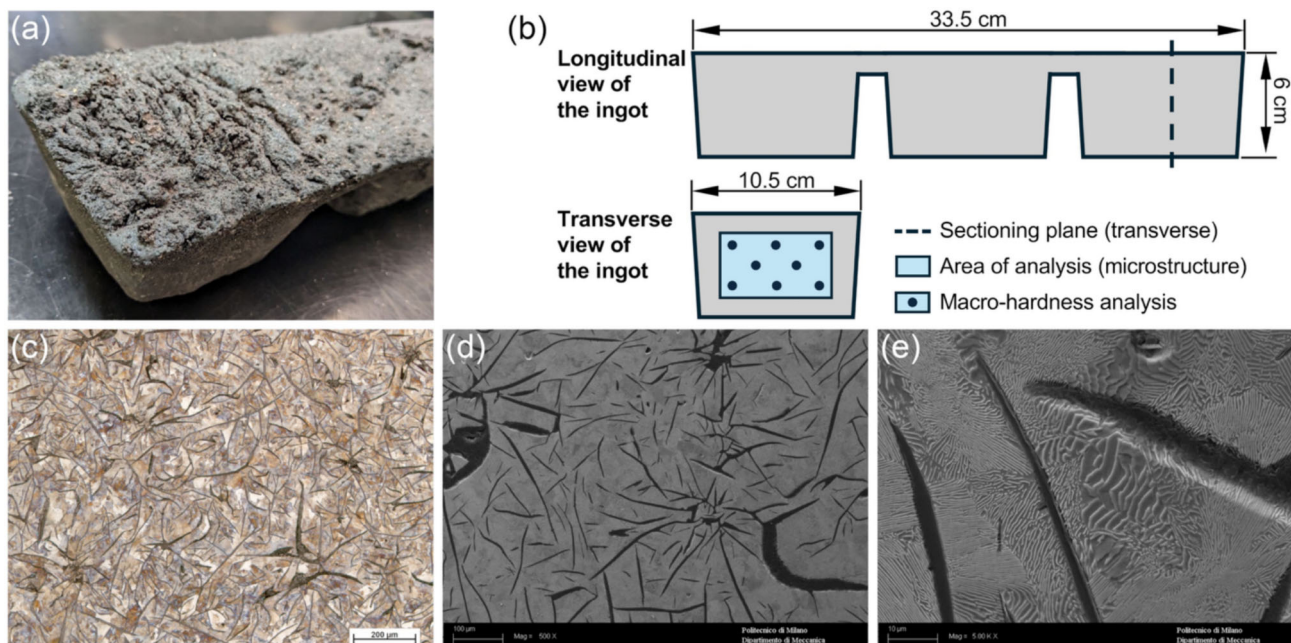 (a)
(b)
33.5 cm
Longitudinal
view of
the ingot
6 cm
10.5 cm
Transverse
view of
the ingot
Sectioning plane (transverse)
Area of analysis (microstructure)
Macro-hardness analysis
(c)
200 µm
(d)
100 µm
Mag = 500 X
Politecnico di Milano
Dipartimento di Meccanica
(e)
10 µm
Mag = 5.00 K X
Politecnico di Milano
Dipartimento di Meccanica